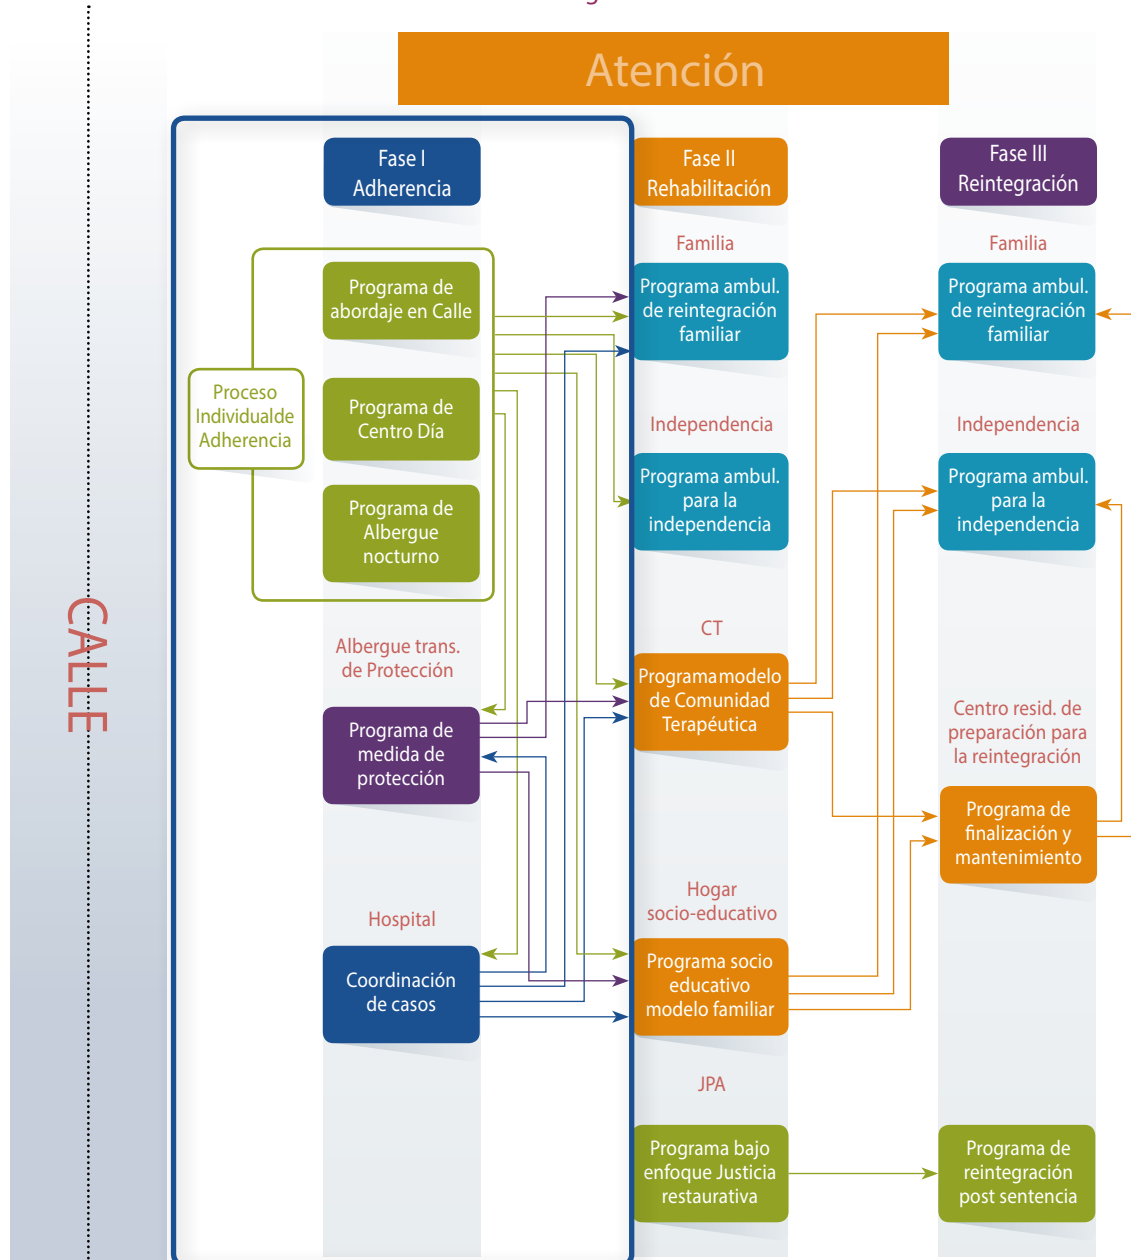 Atención
Fase I
Adherencia
Fase II
Rehabilitación
Fase III
Reintegración
CALLE
Proceso
Individualde
Adherencia
Programa de
abordaje en Calle
Programa de
Centro Día
Programa de
Albergue
nocturno
Albergue trans.
de Protección
Programa de
medida de
protección
Hospital
Coordinación
de casos
Familia
Programa ambul.
de reintegración
familiar
Independencia
Programa ambul.
para la
independencia
CT
Programa modelo
de Comunidad
Terapéutica
Hogar
socio-educativo
Programa socio
educativo
modelo familiar
JPA
Programa bajo
enfoque Justicia
restaurativa
Familia
Programa ambul.
de reintegración
familiar
Independencia
Programa ambul.
para la
independencia
Centro resid. de
preparación para
la reintegración
Programa de
finalización y
mantenimiento
Programa de
reintegración
post sentencia